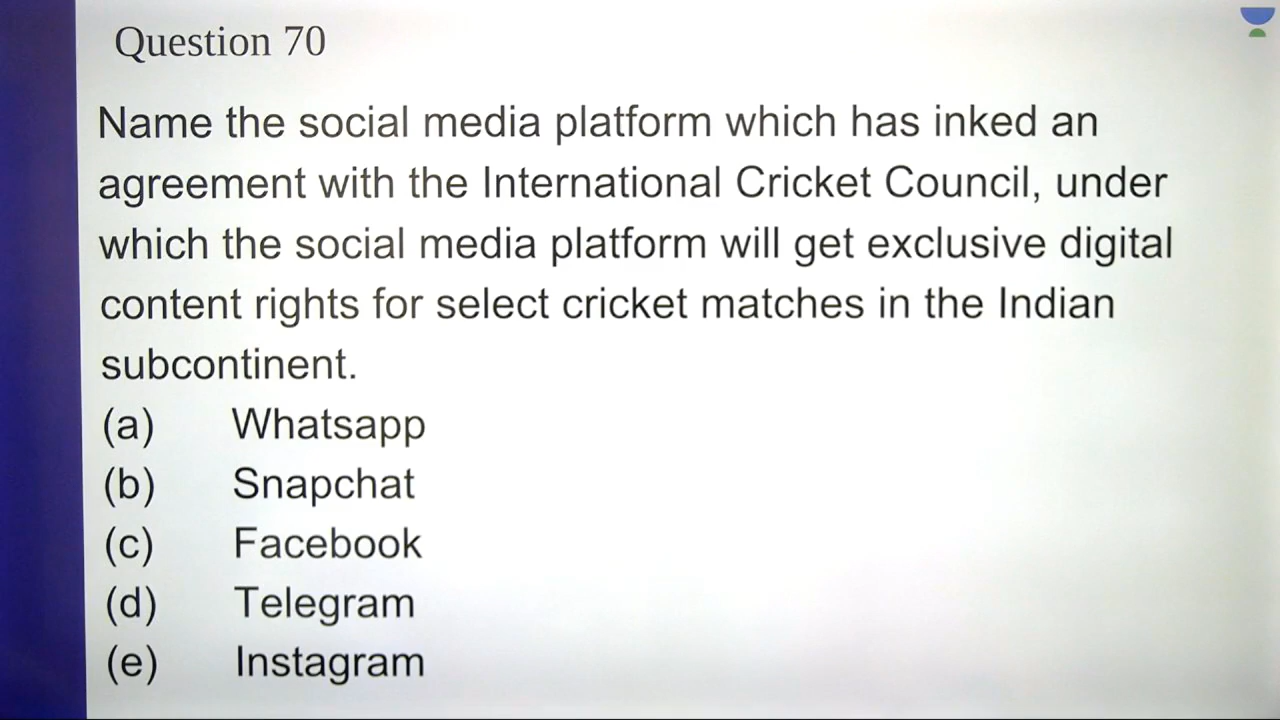 Question 70
Name the social media platform which has inked an
agreement with the International Cricket Council, under
which the social media platform will get exclusive digital
content rights for select cricket matches in the Indian
subcontinent.
(a) Whatsapp
(b) Snapchat
(c) Facebook
(d) Telegram
(e) Instagram